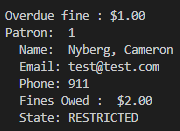 Overdue fine : $1.00
Patron:  1
  Name:  Nyberg, Cameron
  Email: test@test.com
  Phone: 911
  Fines Owed :  $2.00
  State: RESTRICTED